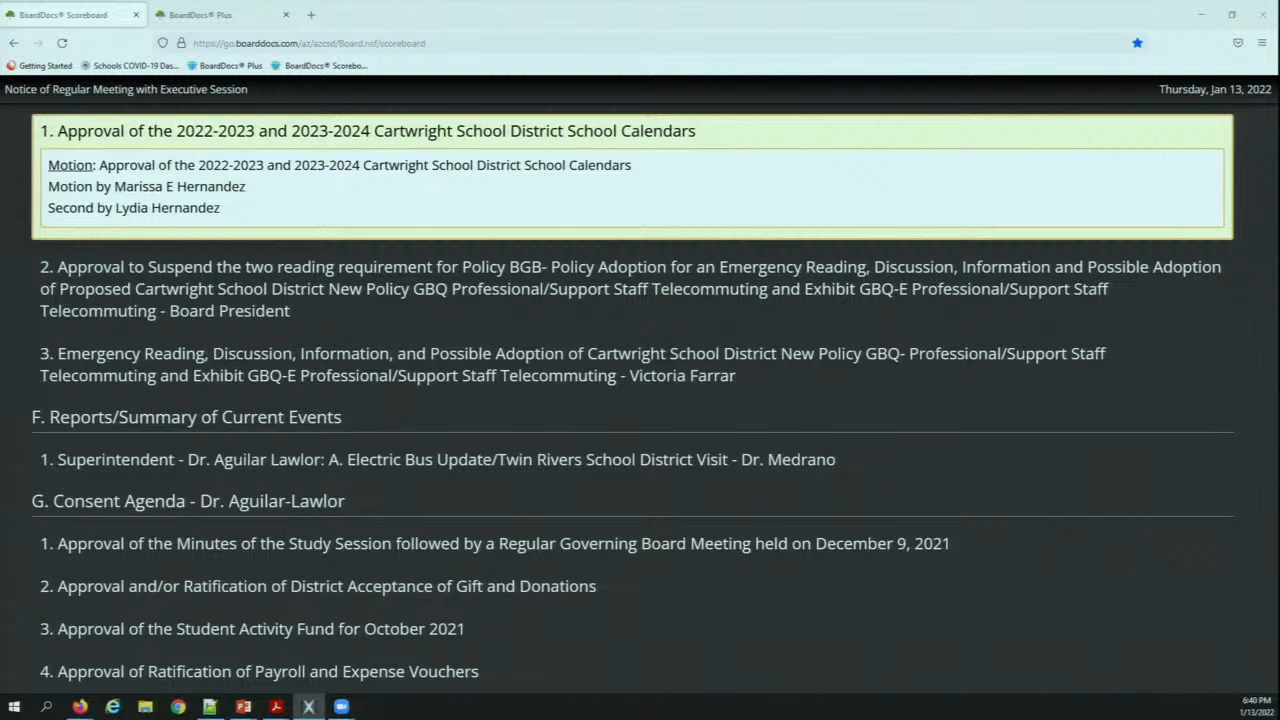 BoardDocs® Scoreboard
BoardDocs® Plus
https://go.boarddocs.com/az/azcsd/Board.nsf/scoreboard
Getting Started Schools COVID-19 Das... BoardDocs® Plus BoardDocs® Scorebo...
Notice of Regular Meeting with Executive Session Thursday, Jan 13, 2022
1. Approval of the 2022-2023 and 2023-2024 Cartwright School District School Calendars
Motion: Approval of the 2022-2023 and 2023-2024 Cartwright School District School Calendars
Motion by Marissa E Hernandez
Second by Lydia Hernandez
2. Approval to Suspend the two reading requirement for Policy BGB- Policy Adoption for an Emergency Reading, Discussion, Information and Possible Adoption
of Proposed Cartwright School District New Policy GBQ Professional/Support Staff Telecommuting and Exhibit GBQ-E Professional/Support Staff
Telecommuting - Board President
3. Emergency Reading, Discussion, Information, and Possible Adoption of Cartwright School District New Policy GBQ- Professional/Support Staff
Telecommuting and Exhibit GBQ-E Professional/Support Staff Telecommuting - Victoria Farrar
F. Reports/Summary of Current Events
1. Superintendent - Dr. Aguilar Lawlor: A. Electric Bus Update/Twin Rivers School District Visit - Dr. Medrano
G. Consent Agenda - Dr. Aguilar-Lawlor
1. Approval of the Minutes of the Study Session followed by a Regular Governing Board Meeting held on December 9, 2021
2. Approval and/or Ratification of District Acceptance of Gift and Donations
3. Approval of the Student Activity Fund for October 2021
4. Approval of Ratification of Payroll and Expense Vouchers
6:40 PM
1/13/2022